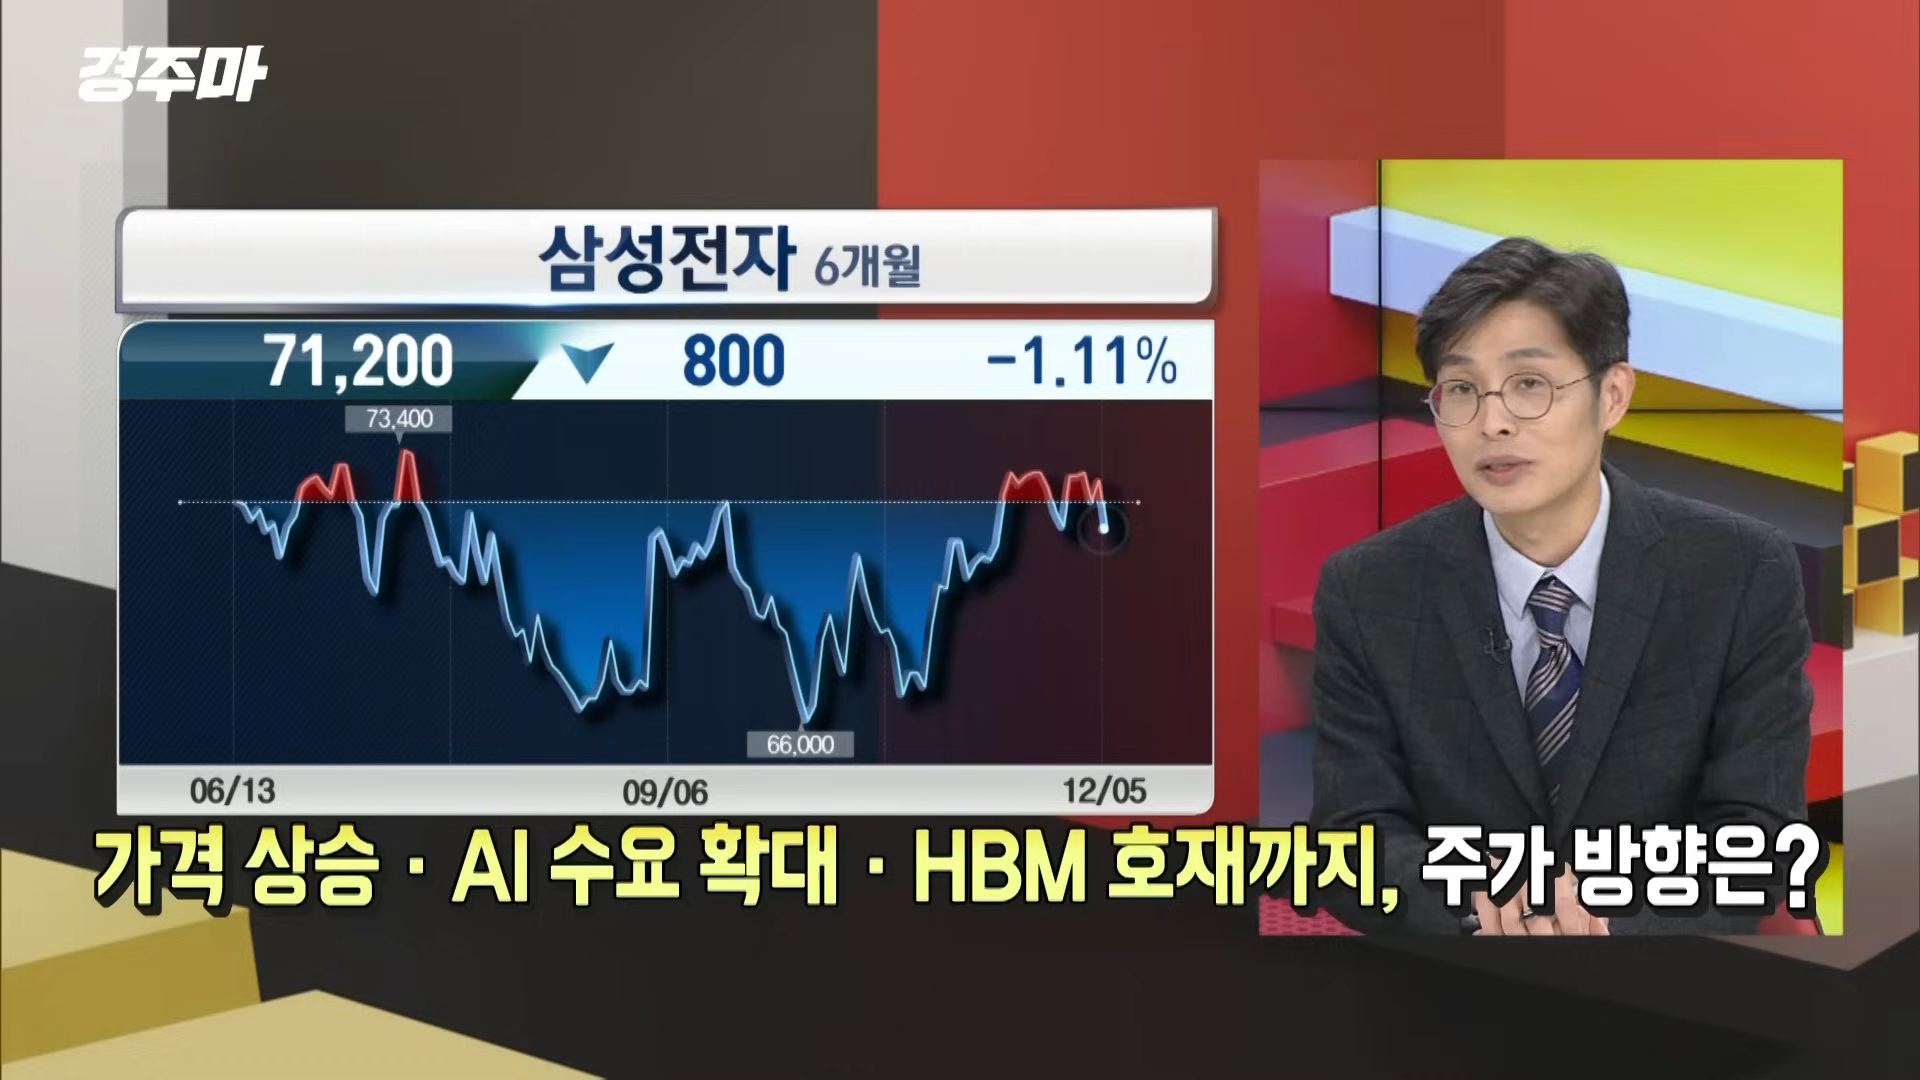 경주마
삼성전자 6개월
71,200 ▼ 800 -1.11%
73,400
66,000
06/13 09/06 12/05
가격 상승 · AI 수요 확대 · HBM 호재까지, 주가 방향은?